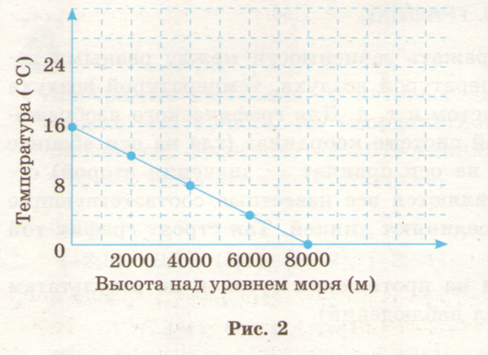 Температура (°C)
24
16
8
0
2000 4000 6000 8000
Высота над уровнем моря (м)
Рис. 2